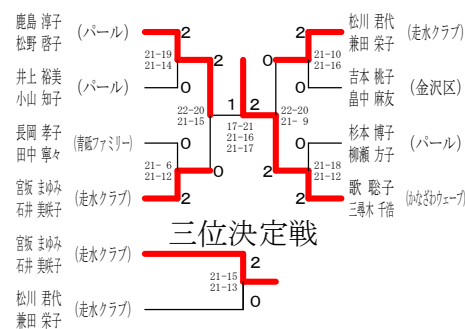 鹿島 淳子
松野 啓子
(パール)
2
21-19
21-14
0
井上 裕美
小山 知子
(パール)
2
22-20
21-15
0
長岡 孝子
田中 寧々
(青砥ファミリー)
0
21- 6
21-12
2
宮坂 まゆみ
石井 美咲子
(走水クラブ)
1
2
17-21
21-16
21-17
松川 君代
兼田 栄子
(走水クラブ)
2
21-10
21-16
0
吉本 桃子
畠中 麻友
(金沢区)
0
22-20
21- 9
2
杉本 博子
柳瀬 方子
(パール)
0
21-18
21-12
2
歌 聡子
三尋木 千浩
(かなざわウェーブ)
三位決定戦
宮坂 まゆみ
石井 美咲子
(走水クラブ)
2
21-15
21-13
0
松川 君代
兼田 栄子
(走水クラブ)